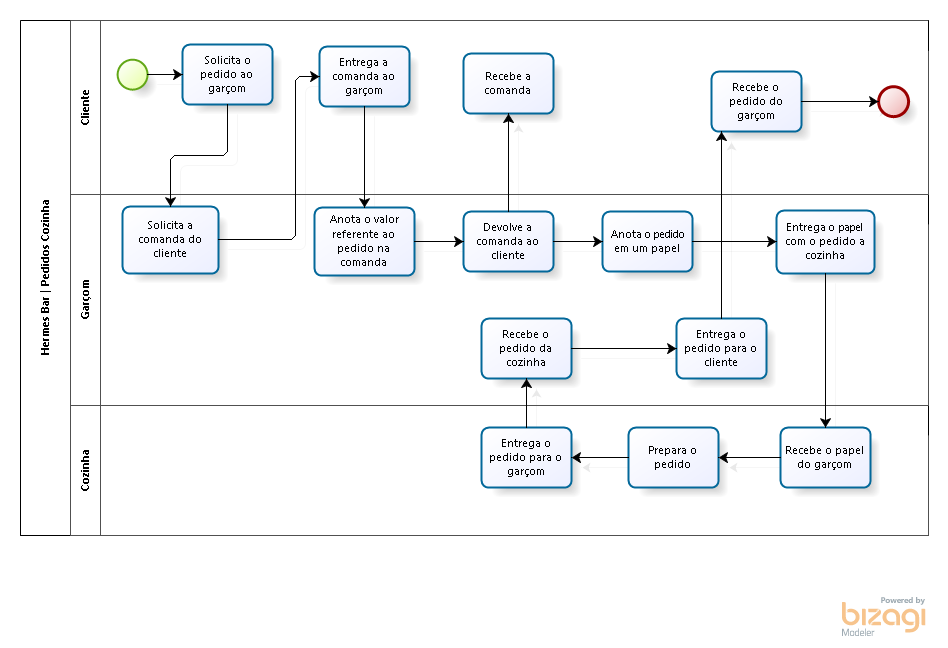 Hermes Bar | Pedidos Cozinha
Cliente
Solicita o
pedido ao
garçom
Entrega a
comanda ao
garçom
Recebe a
comanda
Recebe o
pedido do
garçom
Garçom
Solicita a
comanda do
cliente
Anota o valor
referente ao
pedido na
comanda
Devolve a
comanda ao
cliente
Anota o pedido
em um papel
Entrega o papel
com o pedido a
cozinha
Recebe o
pedido da
cozinha
Entrega o
pedido para o
cliente
Cozinha
Entrega o
pedido para o
garçom
Prepara o
pedido
Recebe o papel
do garçom
Powered by
bizagi
Modeler